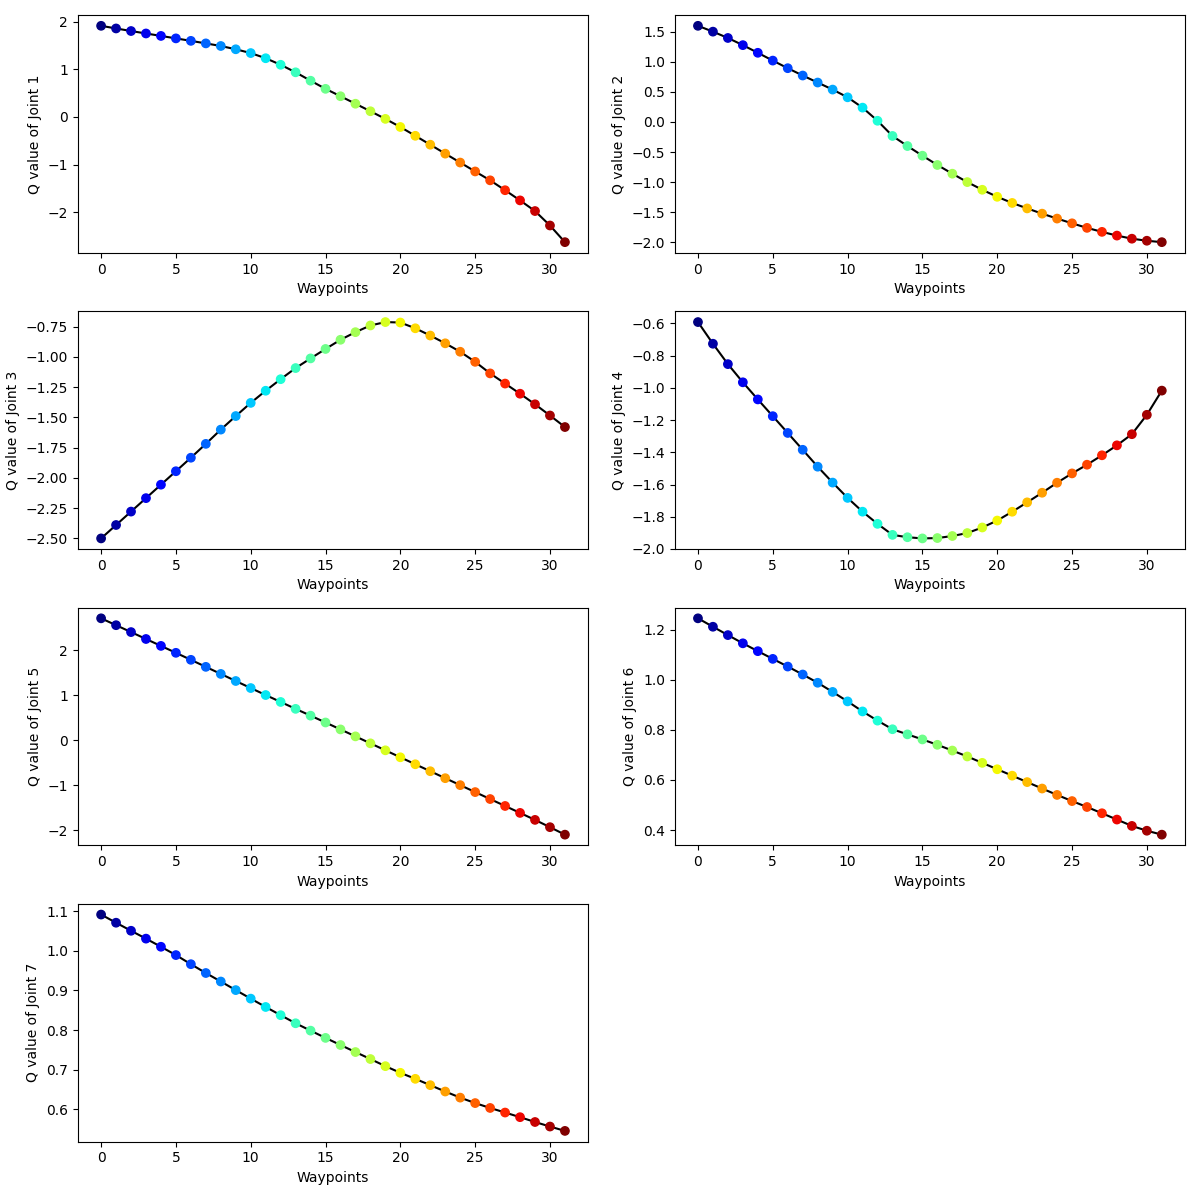 Q value of Joint 1
2
1
0
−1
−2
0 5 10 15 20 25 30
Waypoints
Q value of Joint 2
1.5
1.0
0.5
0.0
−0.5
−1.0
−1.5
−2.0
0 5 10 15 20 25 30
Waypoints
Q value of Joint 3
−0.75
−1.00
−1.25
−1.50
−1.75
−2.00
−2.25
−2.50
0 5 10 15 20 25 30
Waypoints
Q value of Joint 4
−0.6
−0.8
−1.0
−1.2
−1.4
−1.6
−1.8
−2.0
0 5 10 15 20 25 30
Waypoints
Q value of Joint 5
2
1
0
−1
−2
0 5 10 15 20 25 30
Waypoints
Q value of Joint 6
1.2
1.0
0.8
0.6
0.4
0 5 10 15 20 25 30
Waypoints
Q value of Joint 7
1.1
1.0
0.9
0.8
0.7
0.6
0 5 10 15 20 25 30
Waypoints